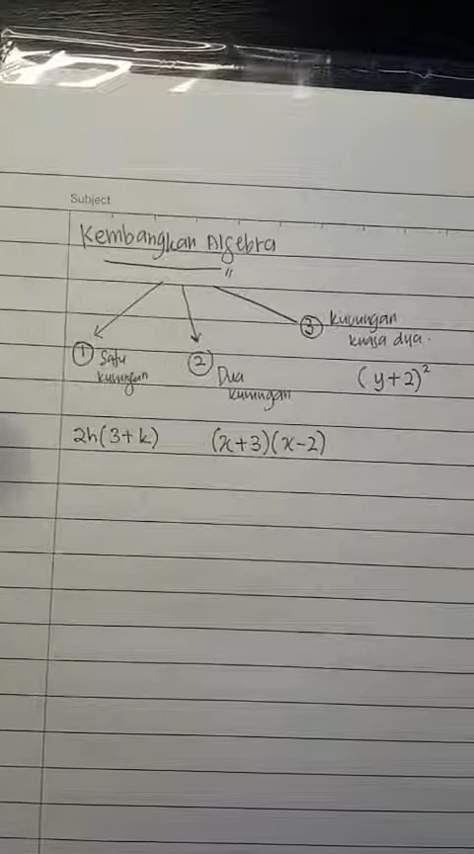 Subject
Kembangkan Algebra
① Satu
kurungan
2h(3+k)
② Dua
kurungan
(x+3)(x-2)
③ kurungan
kuasa dua.
(y+2)²